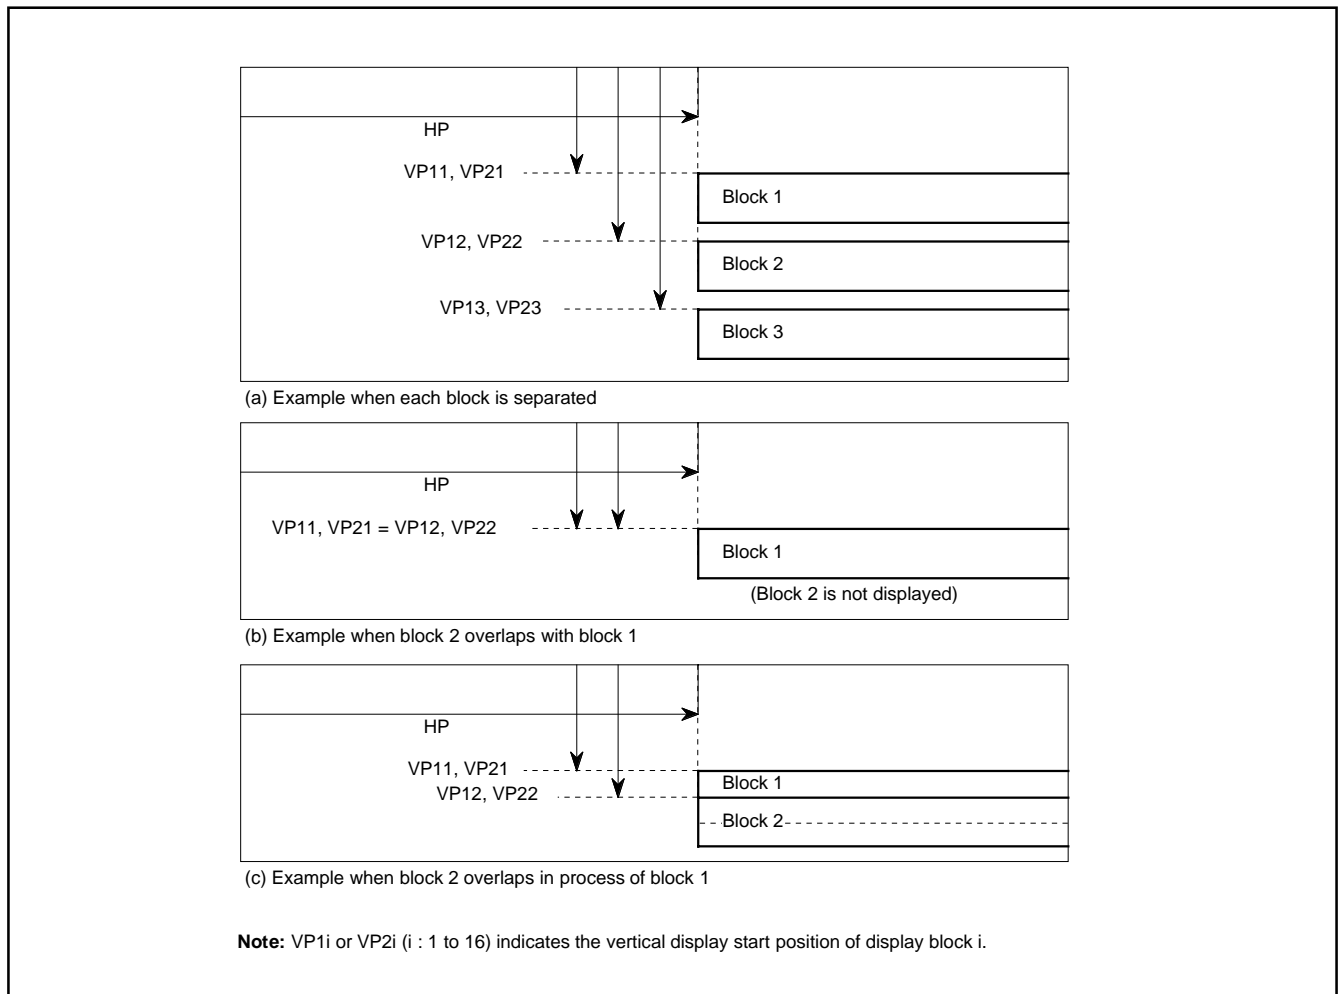 HP
VP11, VP21
Block 1
VP12, VP22
Block 2
VP13, VP23
Block 3
(a) Example when each block is separated
HP
VP11, VP21 = VP12, VP22
Block 1
(Block 2 is not displayed)
(b) Example when block 2 overlaps with block 1
HP
VP11, VP21
Block 1
VP12, VP22
Block 2
(c) Example when block 2 overlaps in process of block 1
Note: VP1i or VP2i (i : 1 to 16) indicates the vertical display start position of display block i.